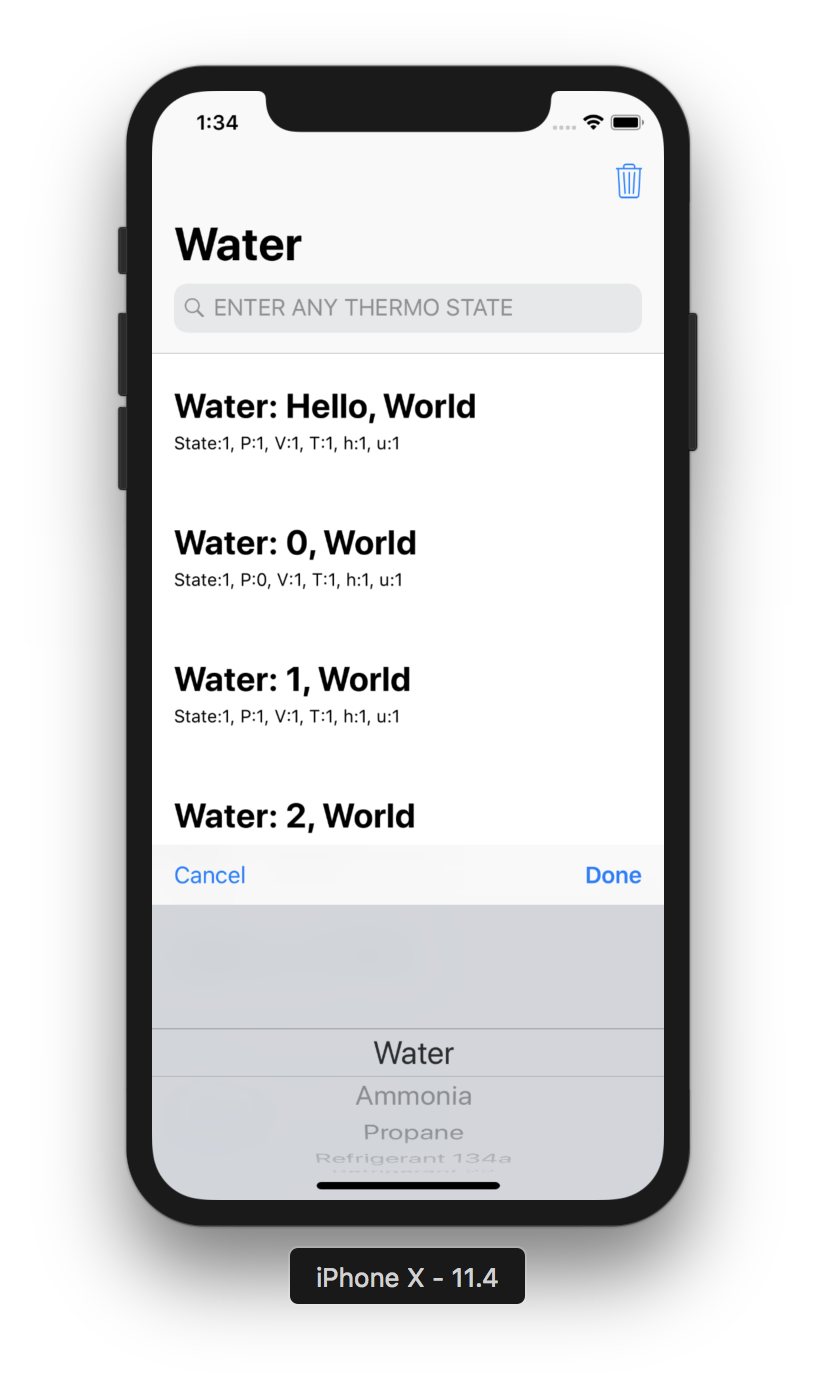 1:34
Water
ENTER ANY THERMO STATE
Water: Hello, World
State:1, P:1, V:1, T:1, h:1, u:1
Water: 0, World
State:1, P:0, V:1, T:1, h:1, u:1
Water: 1, World
State:1, P:1, V:1, T:1, h:1, u:1
Water: 2, World
Cancel Done
Water
Ammonia
Propane
Refrigerant 134a
iPhone X - 11.4